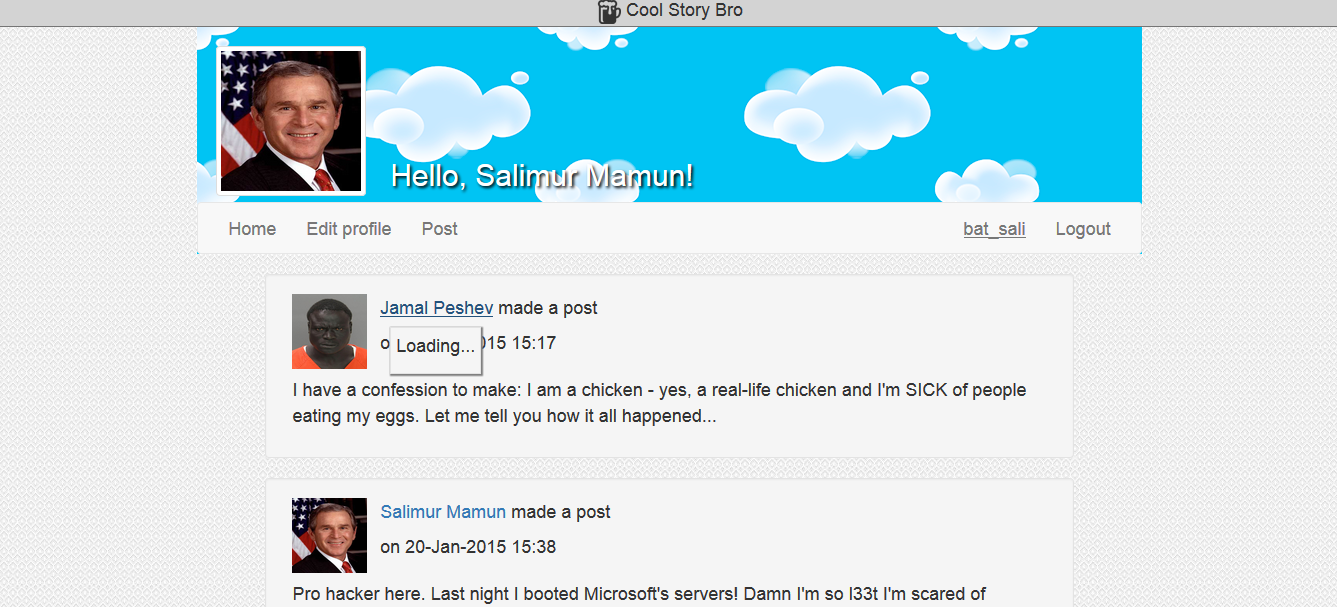 Cool Story Bro
Hello, Salimur Mamun!
Home Edit profile Post bat_sali Logout
Jamal Peshev made a post
o 015 15:17
Loading...
I have a confession to make: I am a chicken - yes, a real-life chicken and I'm SICK of people
eating my eggs. Let me tell you how it all happened...
Salimur Mamun made a post
on 20-Jan-2015 15:38
Pro hacker here. Last night I booted Microsoft's servers! Damn I'm so l33t I'm scared of